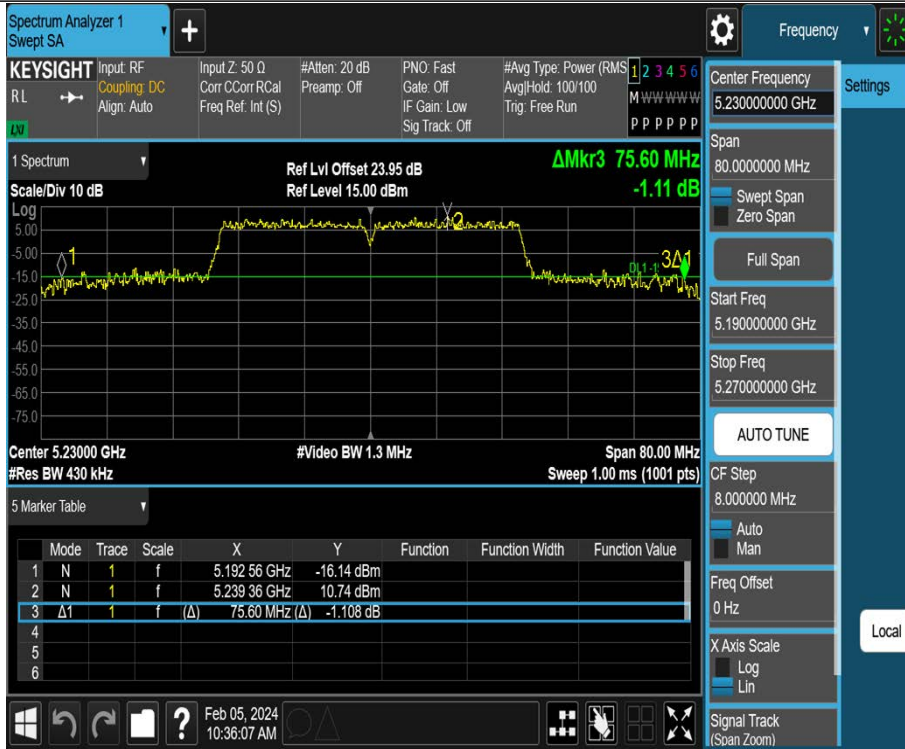 Spectrum Analyzer 1
Swept SA
+
Frequency
KEYSIGHT
R L
LXI
Input: RF
Coupling: DC
Align: Auto
Input Z: 50 Ω
Corr CCorr RCal
Freq Ref: Int (S)
#Atten: 20 dB
Preamp: Off
PNO: Fast
Gate: Off
IF Gain: Low
Sig Track: Off
#Avg Type: Power (RMS
Avg|Hold: 100/100
Trig: Free Run
1 2 3 4 5 6
M W W W W W
P P P P P P
Center Frequency
5.230000000 GHz
Settings
Span
80.0000000 MHz
Swept Span
Zero Span
Full Span
Start Freq
5.190000000 GHz
Stop Freq
5.270000000 GHz
AUTO TUNE
CF Step
8.000000 MHz
Auto
Man
Freq Offset
0 Hz
X Axis Scale
Log
Lin
Signal Track
(Span Zoom)
Local
1 Spectrum
Scale/Div 10 dB
Ref Lvl Offset 23.95 dB
Ref Level 15.00 dBm
ΔMkr3 75.60 MHz
-1.11 dB
Log
5.00
-5.00
-15.0
-25.0
-35.0
-45.0
-55.0
-65.0
-75.0
1
2
3Δ1
Center 5.23000 GHz
#Res BW 430 kHz
#Video BW 1.3 MHz
Span 80.00 MHz
Sweep 1.00 ms (1001 pts)
5 Marker Table
Mode Trace Scale X Y Function Function Width Function Value
1 N 1 f 5.192 56 GHz -16.14 dBm
2 N 1 f 5.239 36 GHz 10.74 dBm
3 Δ1 1 f (Δ) 75.60 MHz (Δ) -1.108 dB
4
5
6
?
Feb 05, 2024
10:36:07 AM